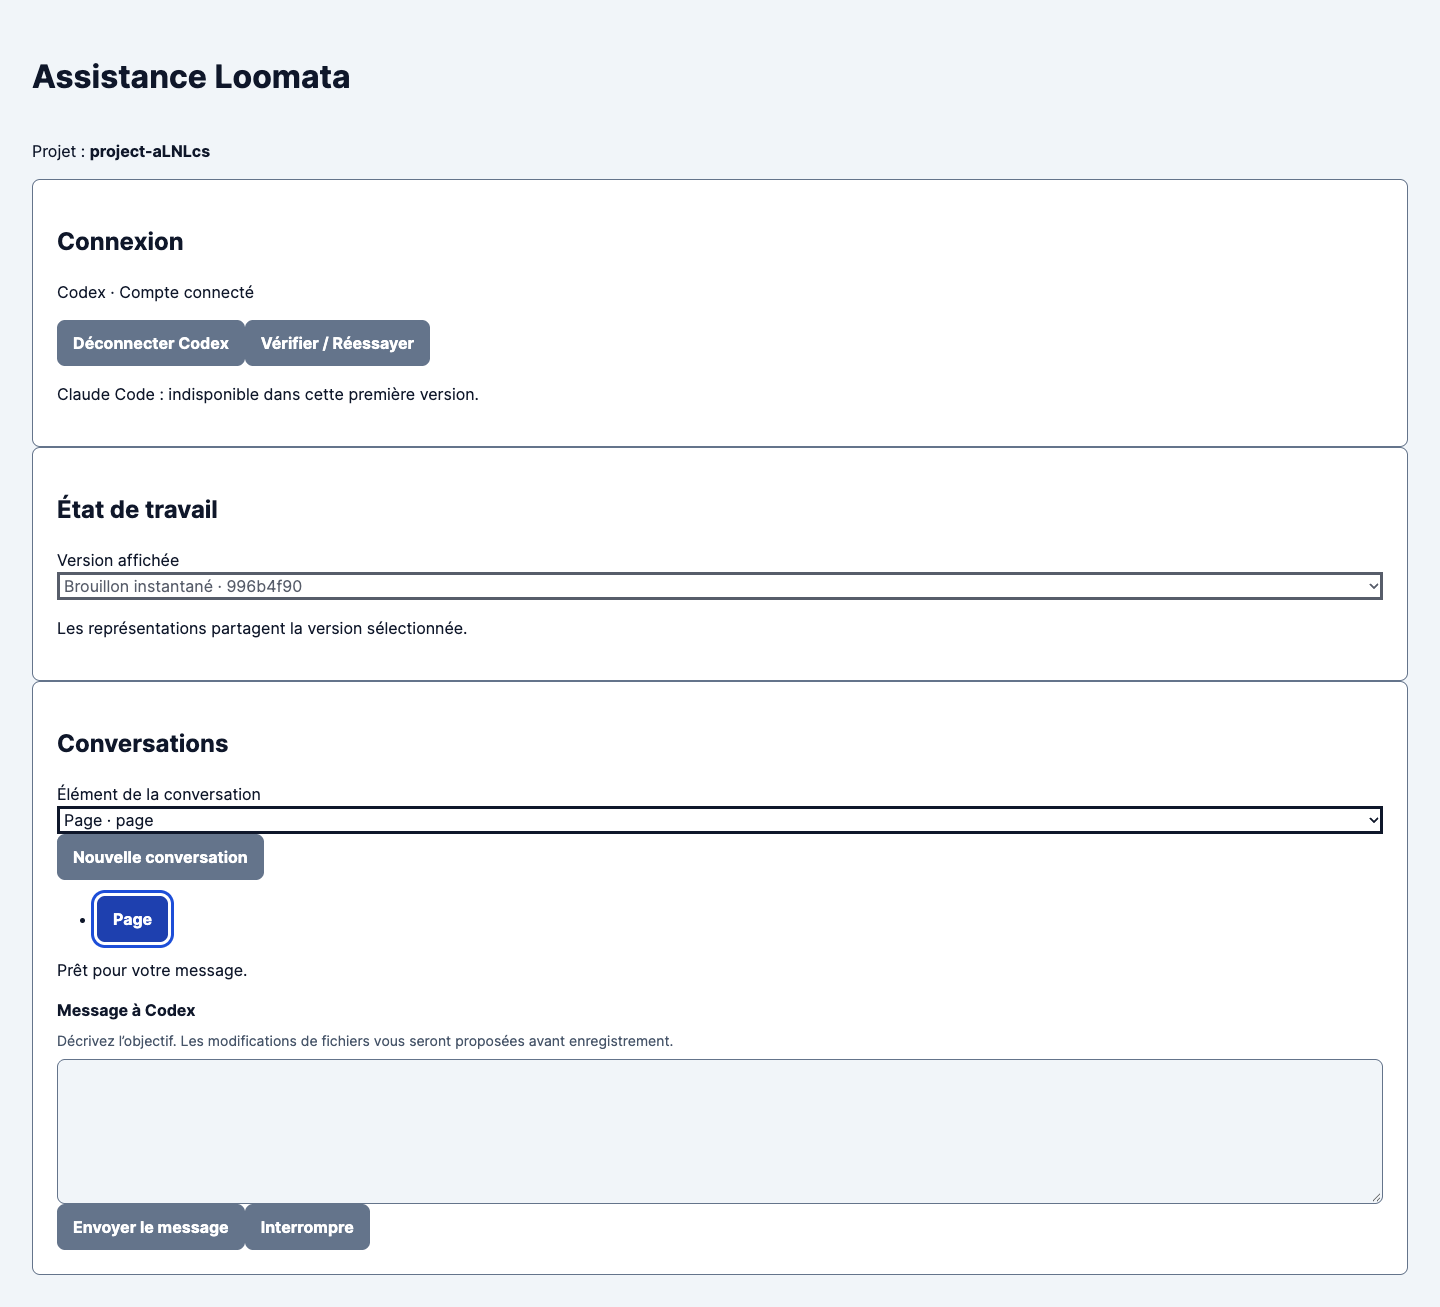 Assistance Loomata
Projet : project-aLNLcs
Connexion
Codex · Compte connecté
Déconnecter Codex
Vérifier / Réessayer
Claude Code : indisponible dans cette première version.
État de travail
Version affichée
Brouillon instantané · 996b4f90
Les représentations partagent la version sélectionnée.
Conversations
Élément de la conversation
Page · page
Nouvelle conversation
Page
Prêt pour votre message.
Message à Codex
Décrivez l’objectif. Les modifications de fichiers vous seront proposées avant enregistrement.
Envoyer le message
Interrompre